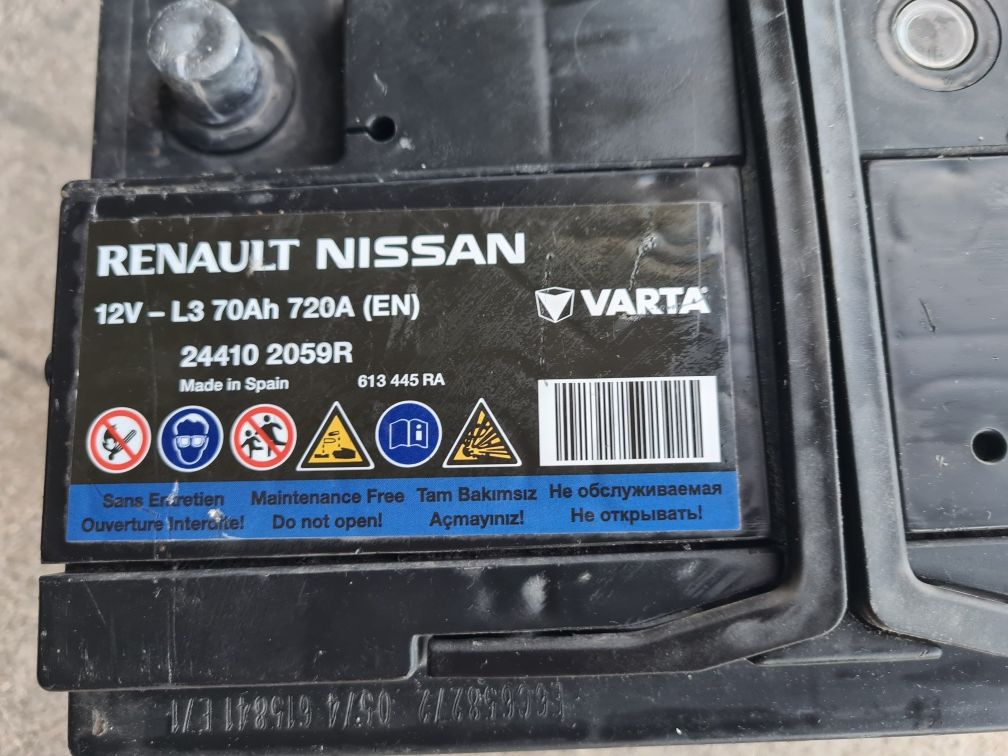 RENAULT NISSAN
12V – L3 70Ah 720A (EN)
VARTA
24410 2059R
Made in Spain
613 445 RA
Sans Entretien
Ouverture Interdite!
Maintenance Free
Do not open!
Tam Bakımsız
Açmayınız!
Не обслуживаемая
Не открывать!